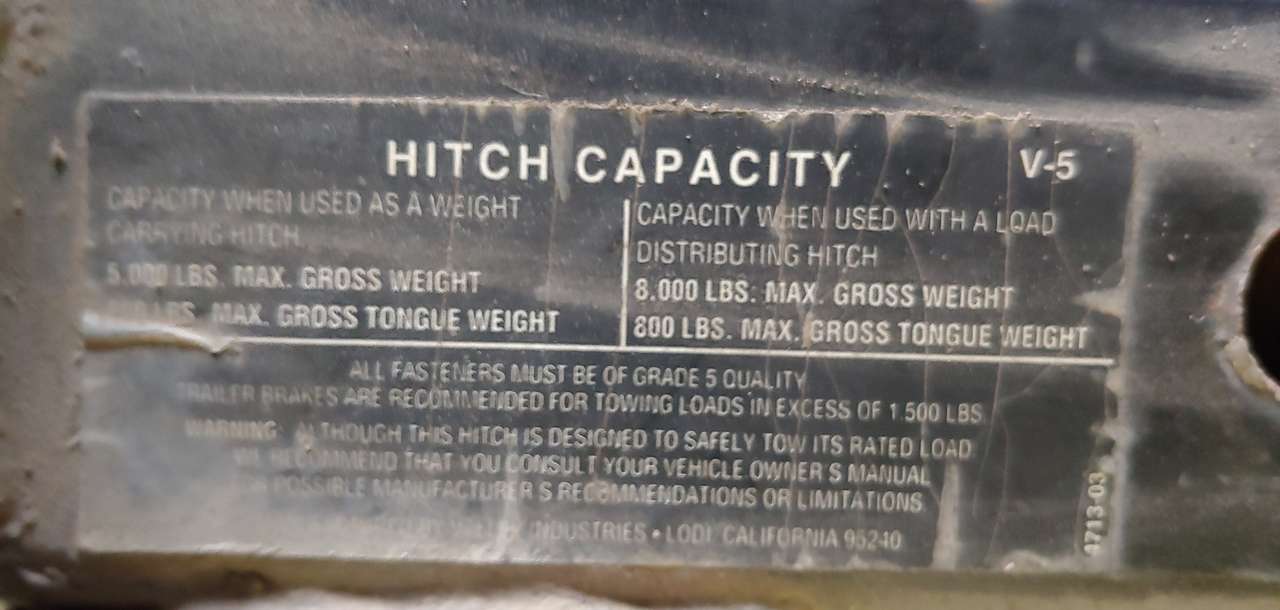 HITCH CAPACITY
V-5
CAPACITY WHEN USED AS A WEIGHT
CARRYING HITCH
5.000 LBS. MAX. GROSS WEIGHT
LBS. MAX. GROSS TONGUE WEIGHT
CAPACITY WHEN USED WITH A LOAD
DISTRIBUTING HITCH
8.000 LBS. MAX. GROSS WEIGHT
800 LBS. MAX. GROSS TONGUE WEIGHT
ALL FASTENERS MUST BE OF GRADE 5 QUALITY
TRAILER BRAKES ARE RECOMMENDED FOR TOWING LOADS IN EXCESS OF 1.500 LBS.
WARNING: ALTHOUGH THIS HITCH IS DESIGNED TO SAFELY TOW ITS RATED LOAD
WE RECOMMEND THAT YOU CONSULT YOUR VEHICLE OWNER S MANUAL
POSSIBLE MANUFACTURER S RECOMMENDATIONS OR LIMITATIONS.
INDUSTRIES • LODI, CALIFORNIA 95240
4713-03